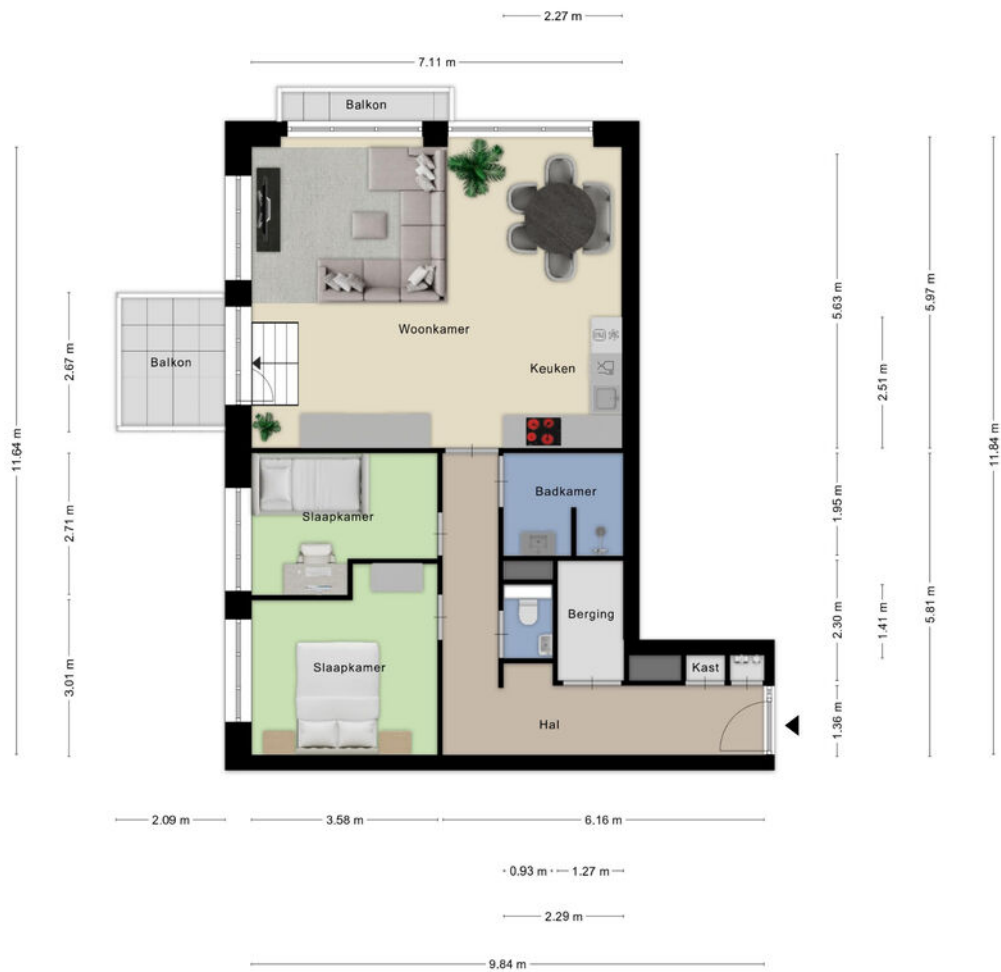 2.27 m
7.11 m
Balkon
Woonkamer
Keuken
Balkon
Slaapkamer
Badkamer
Berging
Slaapkamer
Kast
Hal
11.64 m
2.67 m
2.71 m
3.01 m
5.63 m
1.95 m
2.30 m
1.36 m
2.51 m
1.41 m
5.97 m
5.81 m
11.84 m
2.09 m
3.58 m
6.16 m
0.93 m
1.27 m
2.29 m
9.84 m